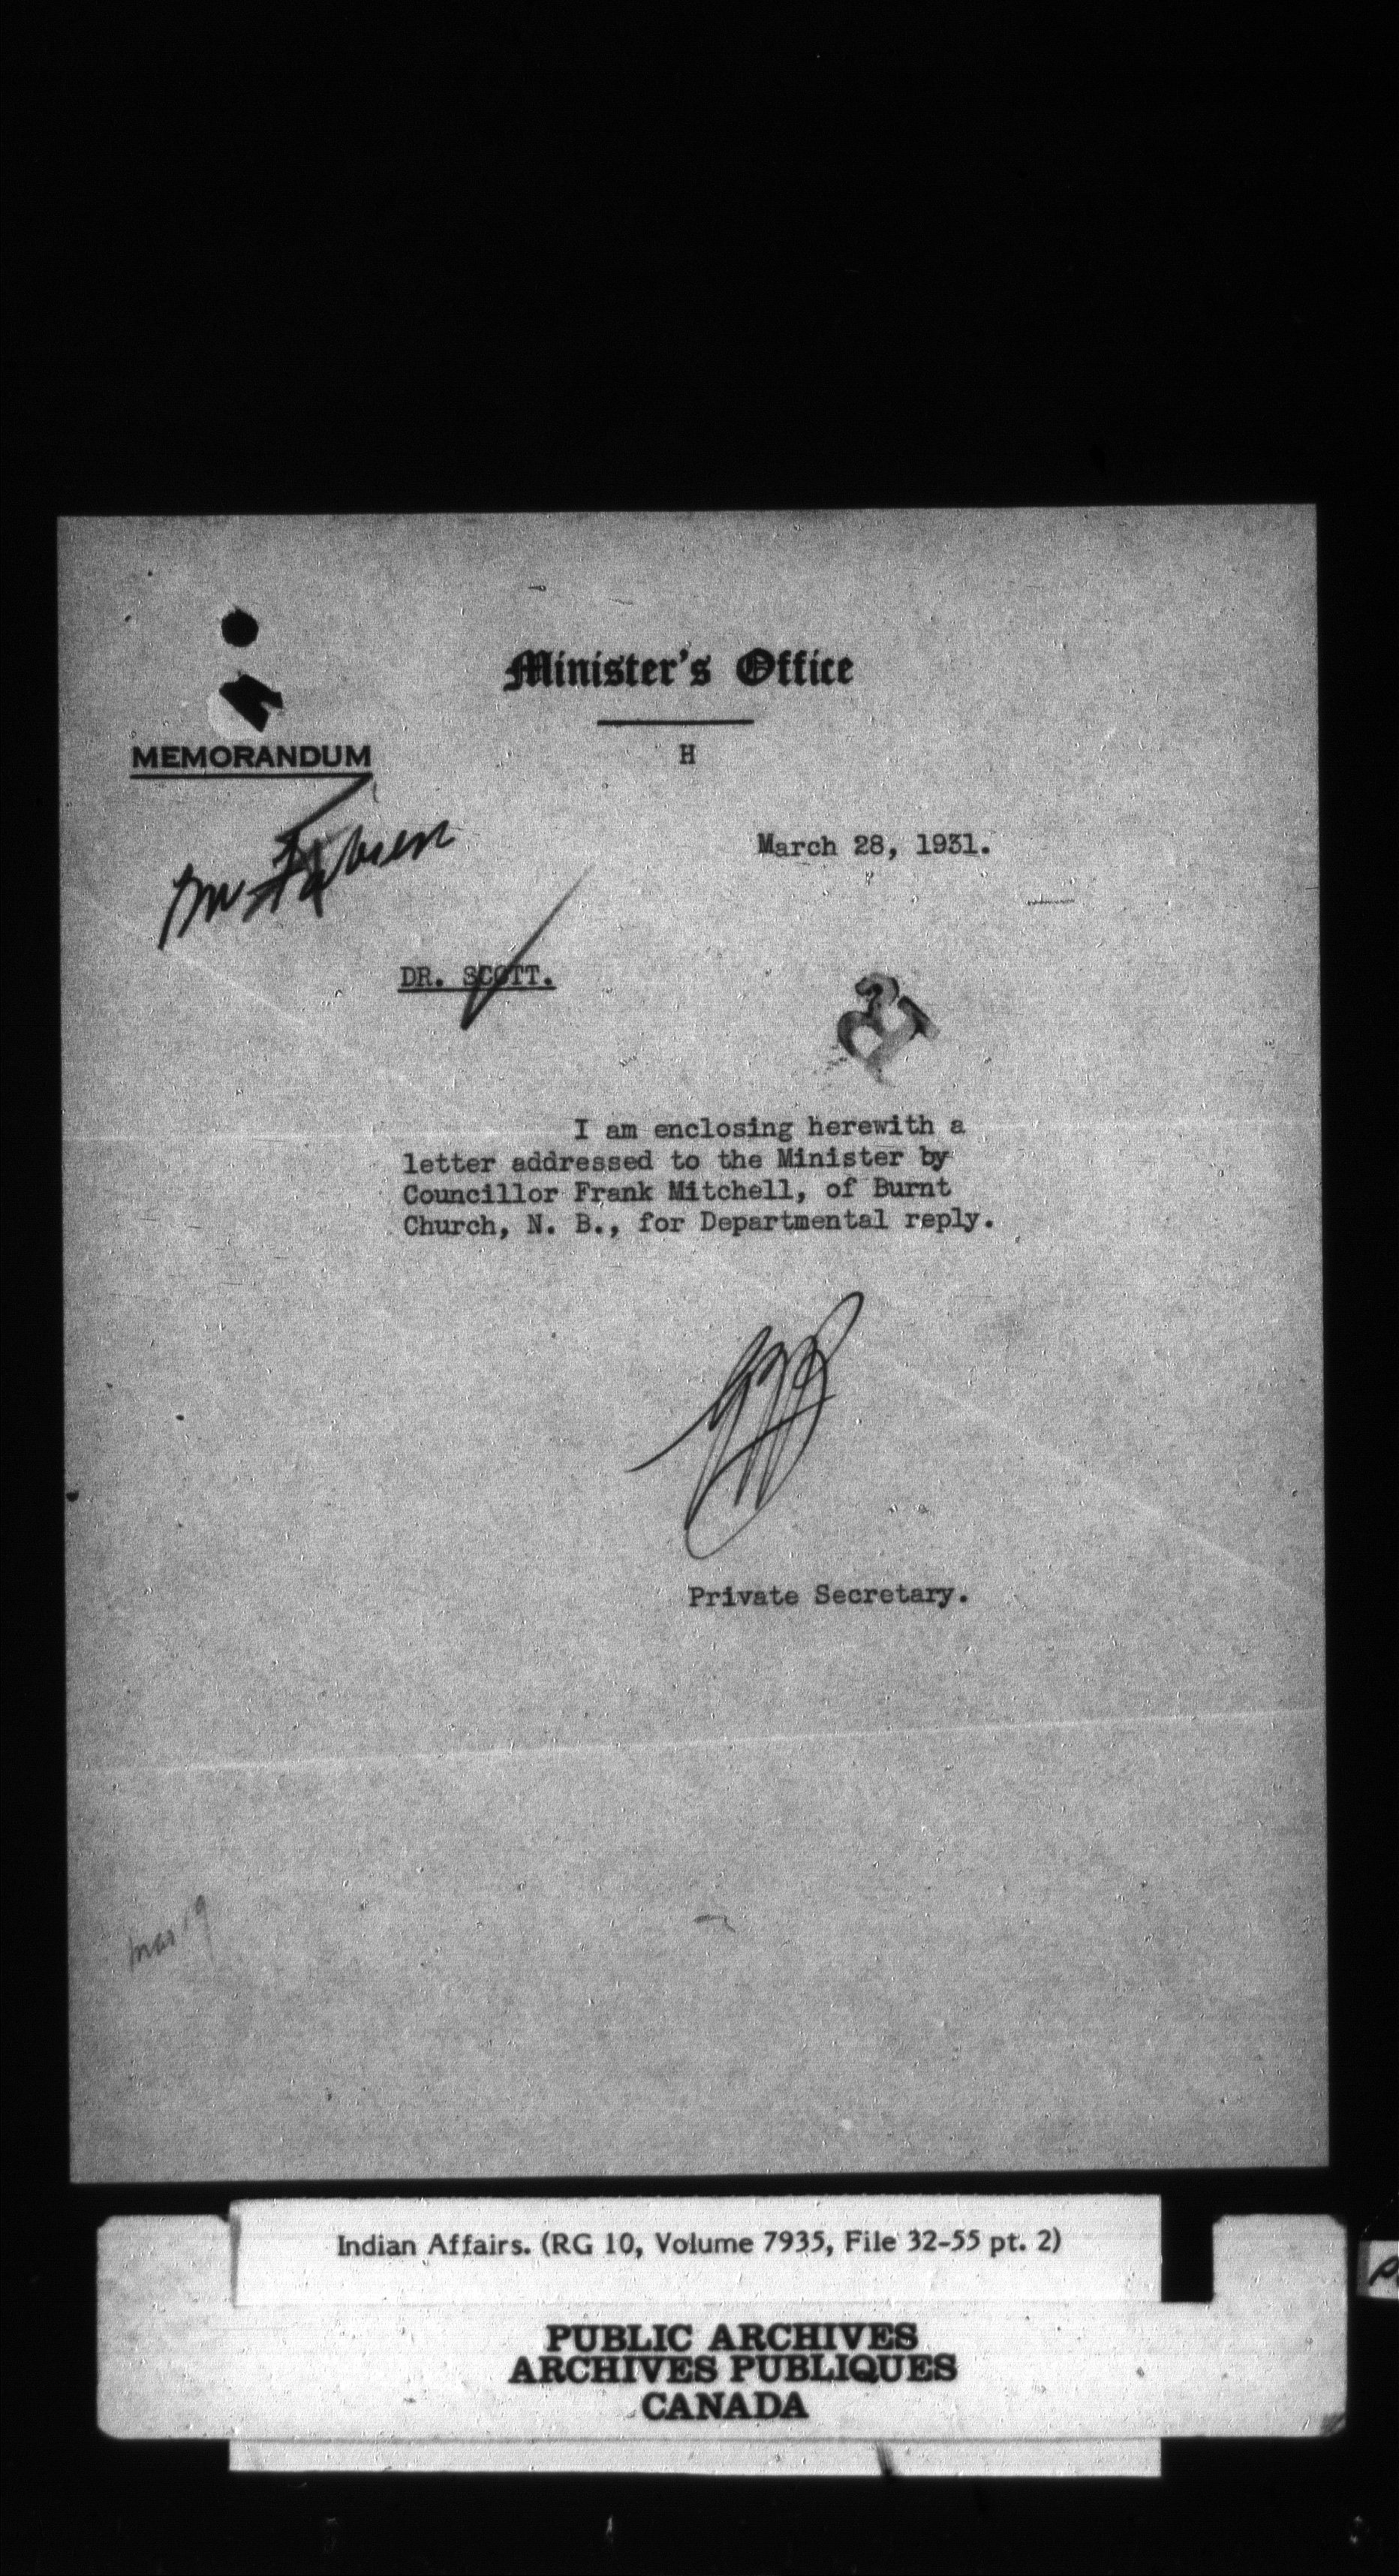 Minister's Office
MEMORANDUM
H
March 28, 1931.
DR. SCOTT.
I am enclosing herewith a
letter addressed to the Minister by
Councillor Frank Mitchell, of Burnt
Church, N. B., for Departmental reply.
Private Secretary.
Indian Affairs. (RG 10, Volume 7935, File 32-55 pt. 2)
PUBLIC ARCHIVES
ARCHIVES PUBLIQUES
CANADA